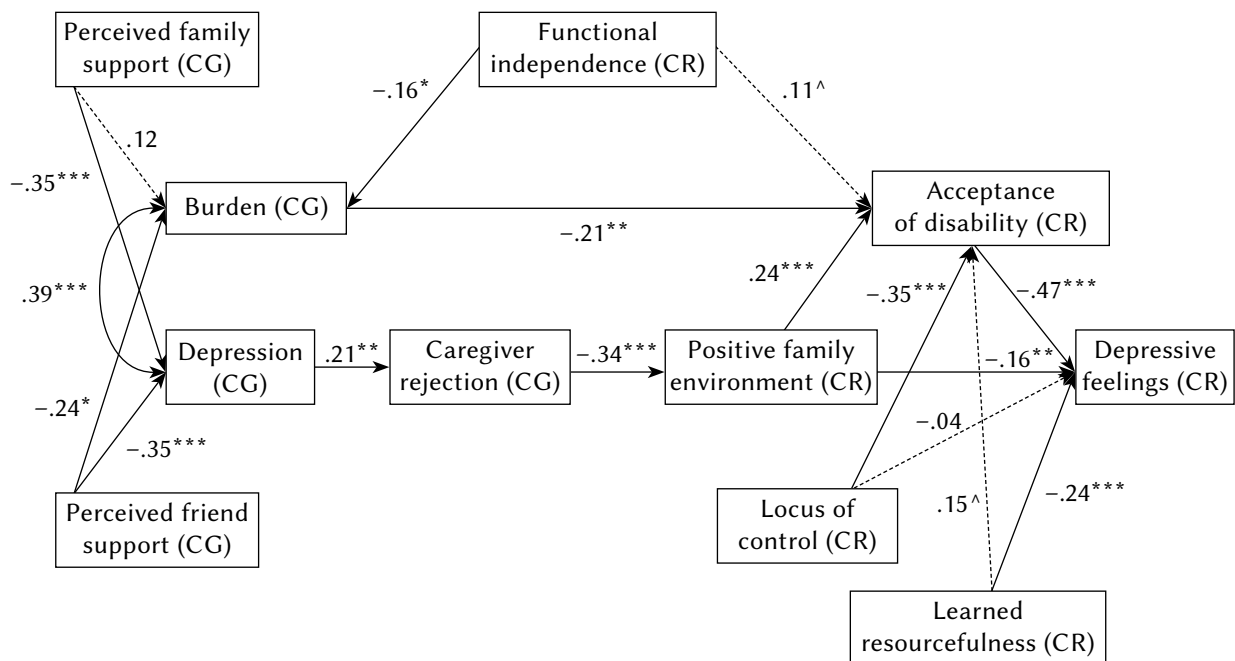 Perceived family
support (CG)
Functional
independence (CR)
−.16*
.11^
.12
−.35***
Burden (CG)
Acceptance
of disability (CR)
−.21**
.24***
−.35***
−.47***
.39***
Depression
(CG)
.21**
Caregiver
rejection (CG)
−.34***
Positive family
environment (CR)
−.16**
Depressive
feelings (CR)
−.24*
−.35***
−.04
Perceived friend
support (CG)
Locus of
control (CR)
.15^
−.24***
Learned
resourcefulness (CR)